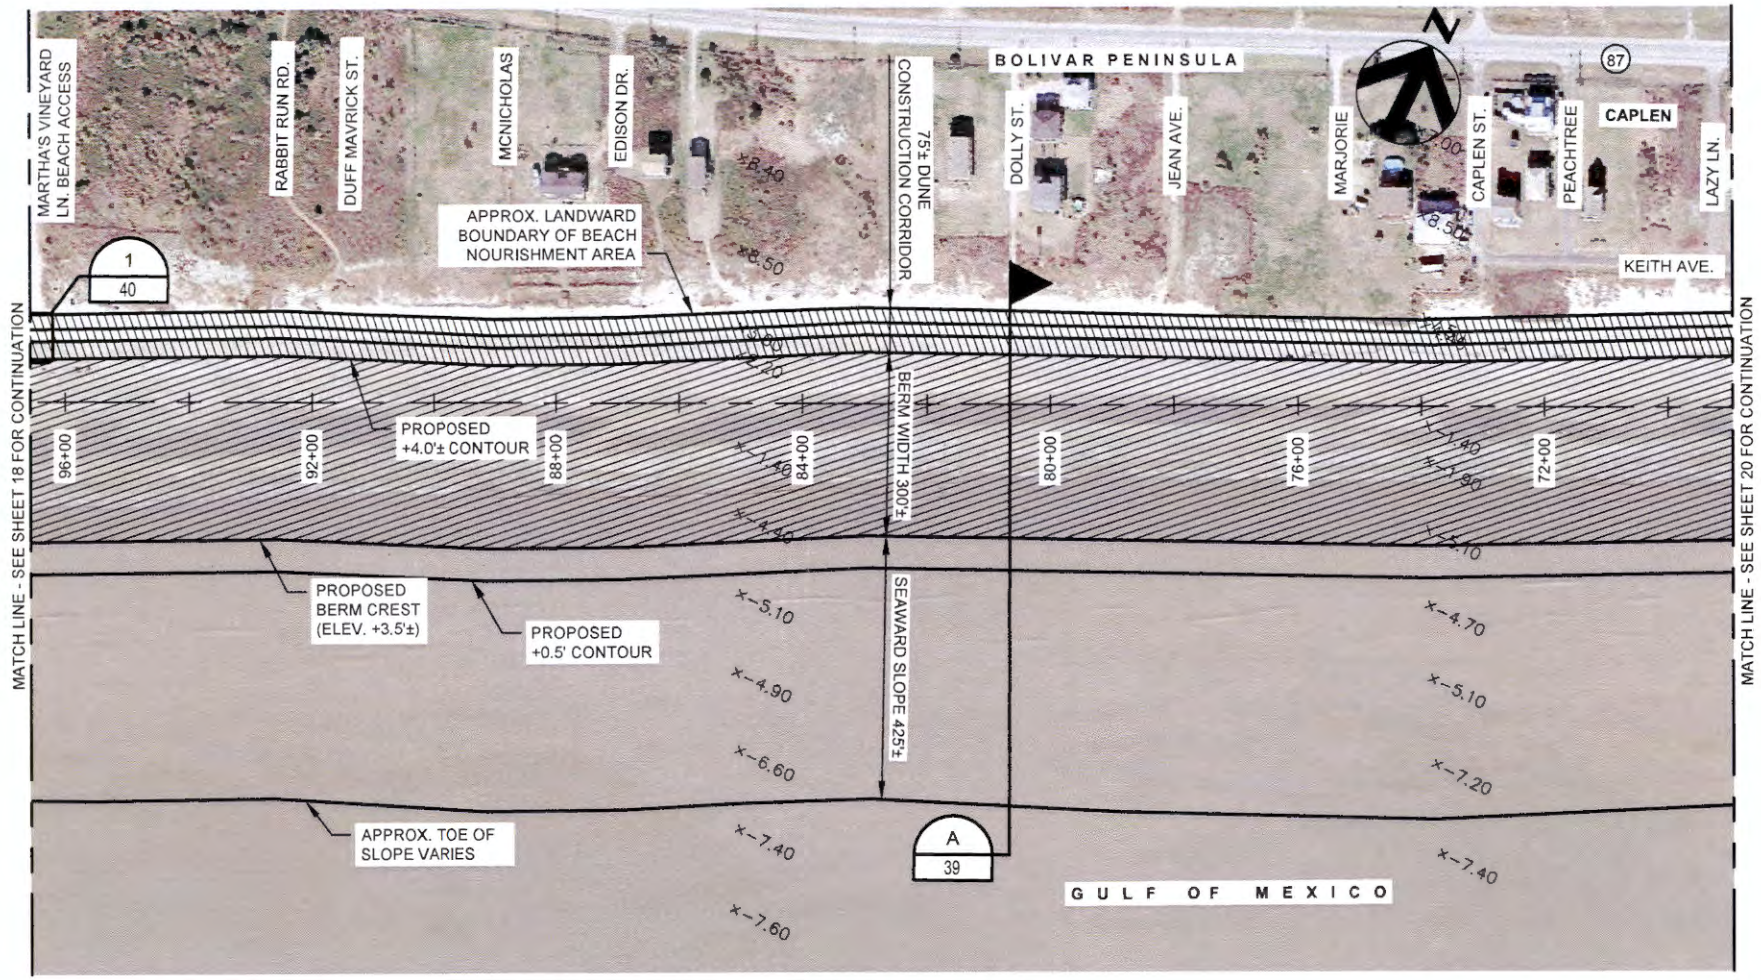 N
BOLIVAR PENINSULA
87
CAPLEN
MARTHA'S VINEYARD
LN. BEACH ACCESS
RABBIT RUN RD.
DUFF MAVRICK ST.
MCNICHOLAS
EDISON DR.
CONSTRUCTION CORRIDOR
75'± DUNE
DOLLY ST.
JEAN AVE.
MARJORIE
CAPLEN ST.
PEACHTREE
LAZY LN.
KEITH AVE.
x8.40
x8.50
x8.50
APPROX. LANDWARD
BOUNDARY OF BEACH
NOURISHMENT AREA
1
40
MATCH LINE - SEE SHEET 18 FOR CONTINUATION
MATCH LINE - SEE SHEET 20 FOR CONTINUATION
PROPOSED
+4.0'± CONTOUR
BERM WIDTH 300'±
96+00
92+00
88+00
84+00
80+00
76+00
72+00
x-1.40
x-4.40
x-1.40
x-1.90
x-5.10
PROPOSED
BERM CREST
(ELEV. +3.5'±)
PROPOSED
+0.5' CONTOUR
SEAWARD SLOPE 425'±
x-5.10
x-4.90
x-6.60
x-7.40
x-7.60
x-4.70
x-5.10
x-7.20
x-7.40
APPROX. TOE OF
SLOPE VARIES
A
39
GULF OF MEXICO